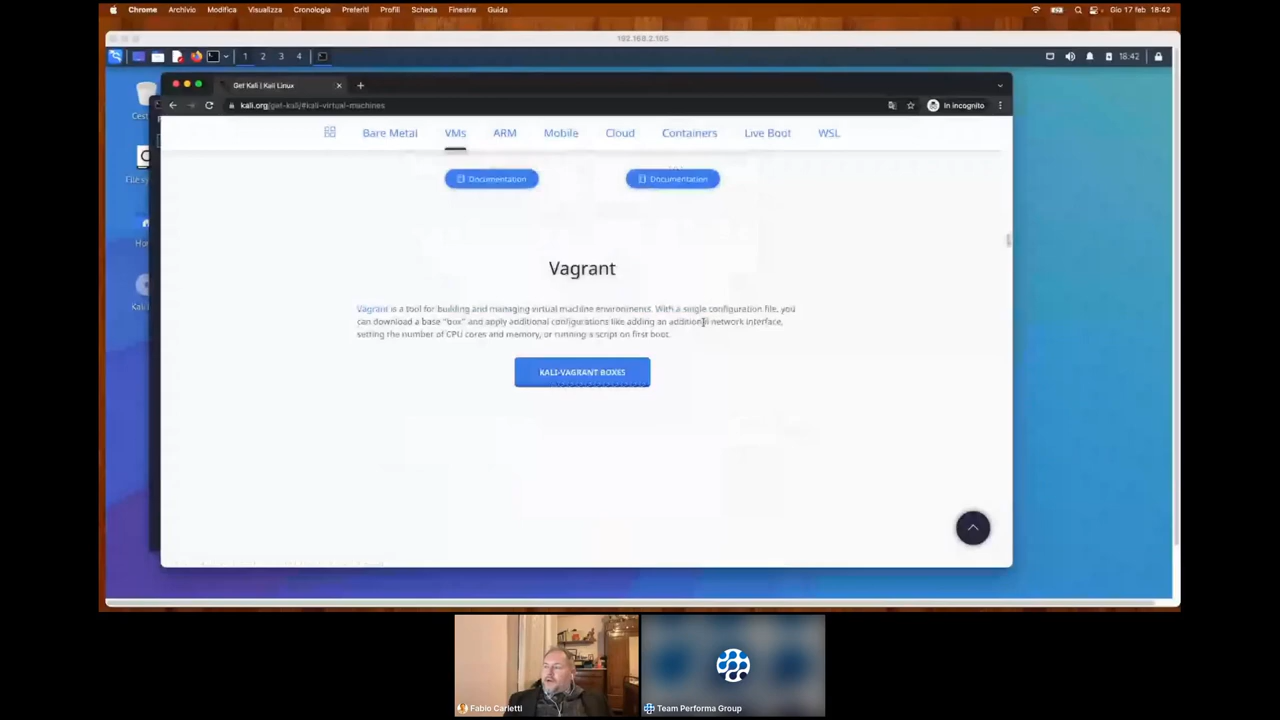 Chrome Archivio Modifica Visualizza Cronologia Preferiti Profili Scheda Finestra Guida Gio 17 feb 18:42
192.168.2.105
1 2 3 4 18:42
Get Kali | Kali Linux
kali.org/get-kali/#kali-virtual-machines In incognito
Bare Metal VMs ARM Mobile Cloud Containers Live Boot WSL
Documentation Documentation
Vagrant
Vagrant is a tool for building and managing virtual machine environments. With a single configuration file, you
can download a base "box" and apply additional configurations like adding an additional network interface,
setting the number of CPU cores and memory, or running a script on first boot.
KALI-VAGRANT BOXES
Fabio Carletti Team Performa Group